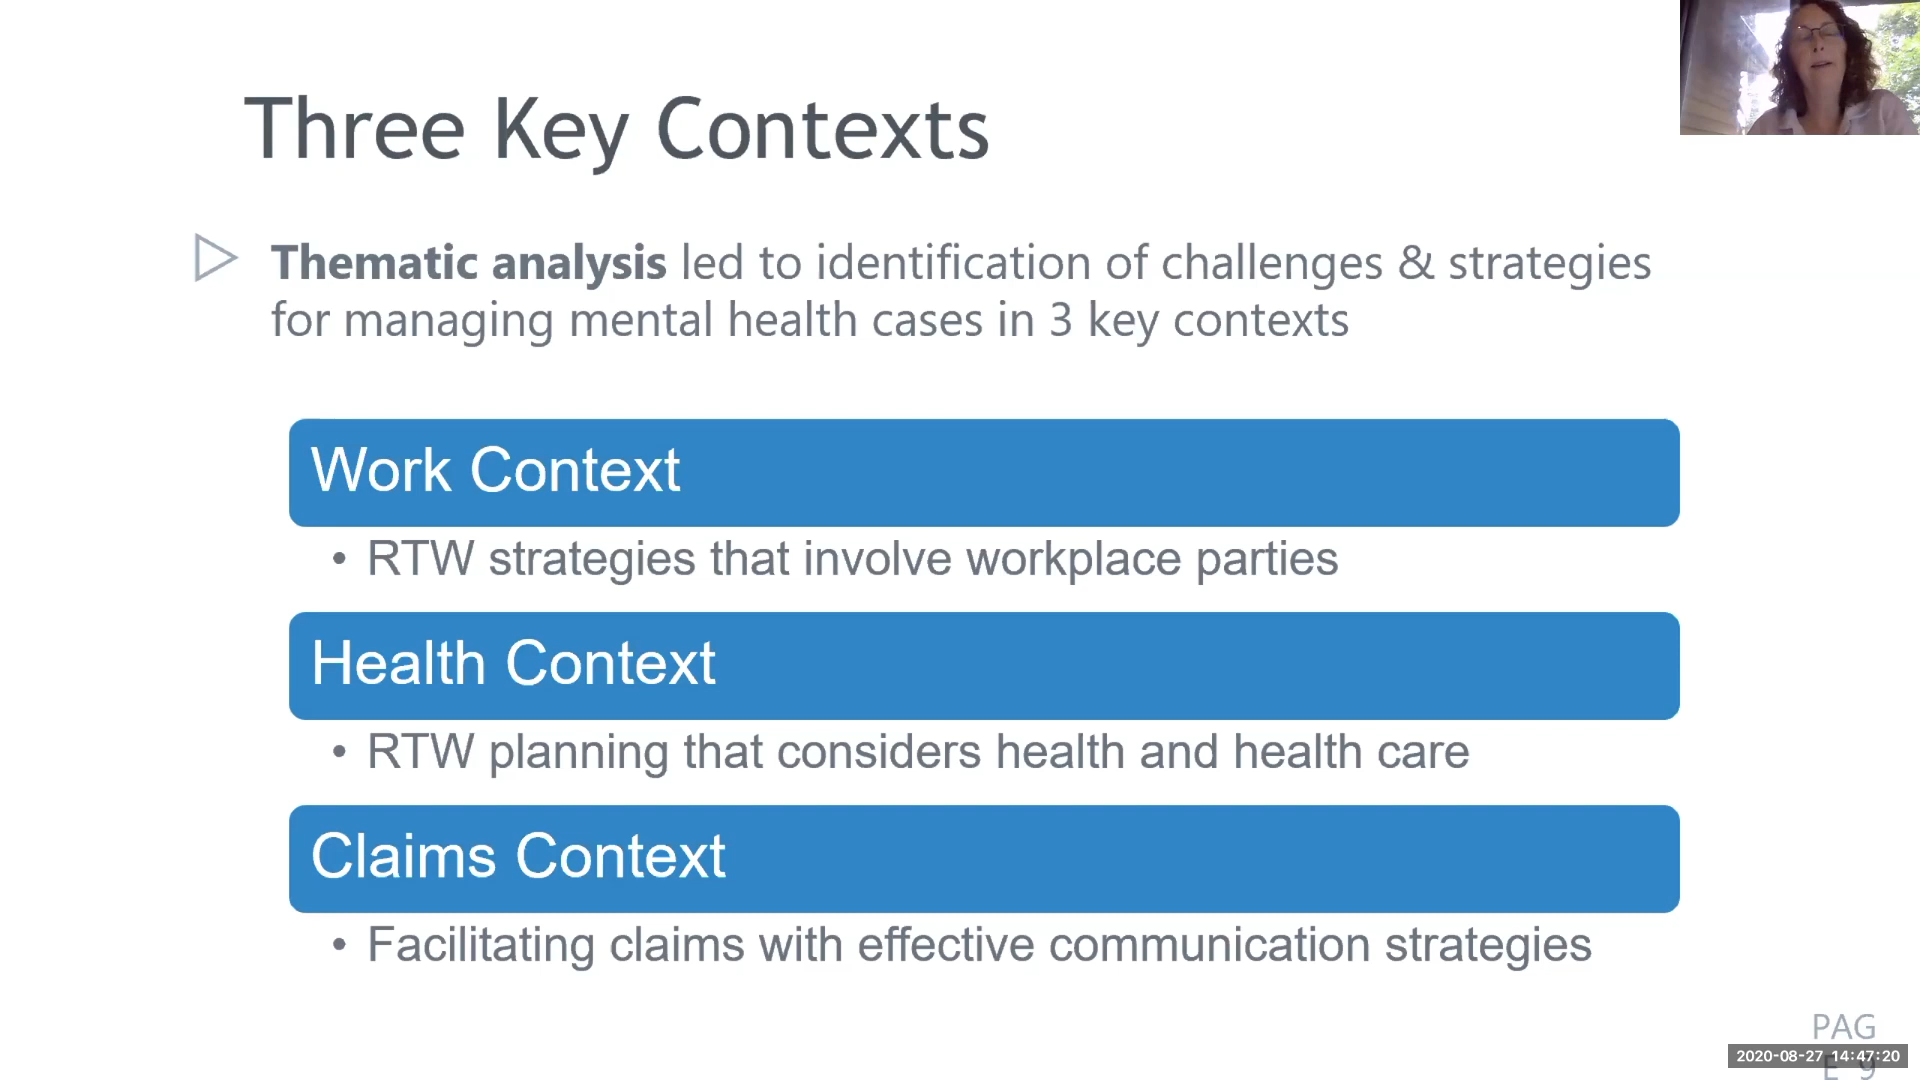 Three Key Contexts
Thematic analysis led to identification of challenges & strategies
for managing mental health cases in 3 key contexts
Work Context
• RTW strategies that involve workplace parties
Health Context
• RTW planning that considers health and health care
Claims Context
• Facilitating claims with effective communication strategies
PAG
2020-08-27 14:47:20
E 9